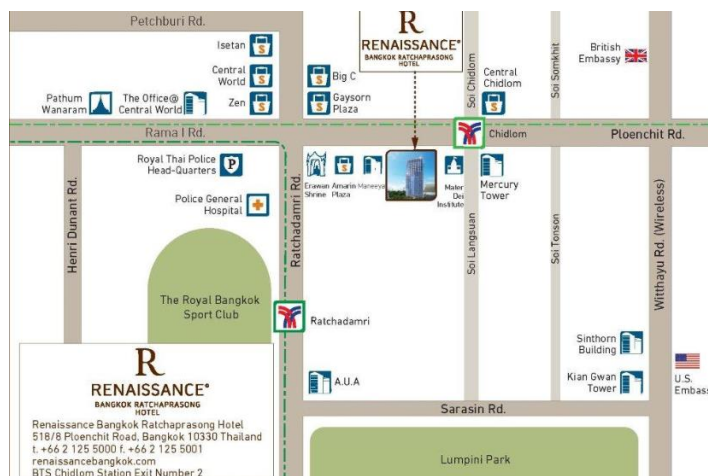 Petchburi Rd.
Isetan
Central
World
Zen
Pathum
Wanaram
The Office@
Central World
Big C
Gaysorn
Plaza
R
RENAISSANCE®
BANGKOK RATCHAPRASONG
HOTEL
Soi Chidlom
Central
Chidlom
Soi Somkhit
British
Embassy
Rama I Rd.
Chidlom
Ploenchit Rd.
Henri Dunant Rd.
Royal Thai Police
Head-Quarters
Police General
Hospital
Ratchadamri Rd.
Erawan
Shrine
Amarin
Plaza
Maneeya
Mater
Dei
Institute
Mercury
Tower
Soi Langsuan
Soi Tonson
Witthayu Rd. (Wireless)
The Royal Bangkok
Sport Club
Ratchadamri
Sinthorn
Building
Kian Gwan
Tower
U.S.
Embass
A.U.A
Sarasin Rd.
Lumpini Park
R
RENAISSANCE®
BANGKOK RATCHAPRASONG
HOTEL
Renaissance Bangkok Ratchaprasong Hotel
518/8 Ploenchit Road, Bangkok 10330 Thailand
t. +66 2 125 5000 f. +66 2 125 5001
renaissancebangkok.com
BTS Chidlom Station Exit Number 2